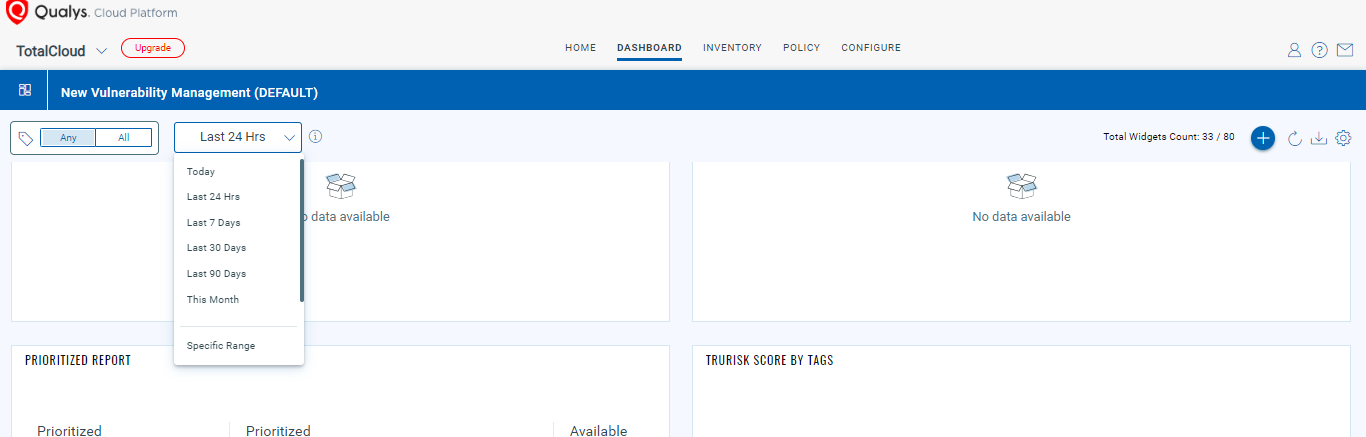 Qualys. Cloud Platform
TotalCloud
Upgrade
HOME DASHBOARD INVENTORY POLICY CONFIGURE
New Vulnerability Management (DEFAULT)
Any All
Last 24 Hrs
Total Widgets Count: 33 / 80
Today
Last 24 Hrs
Last 7 Days
Last 30 Days
Last 90 Days
This Month
Specific Range
data available
No data available
PRIORITIZED REPORT
TRURISK SCORE BY TAGS
Prioritized Prioritized Available